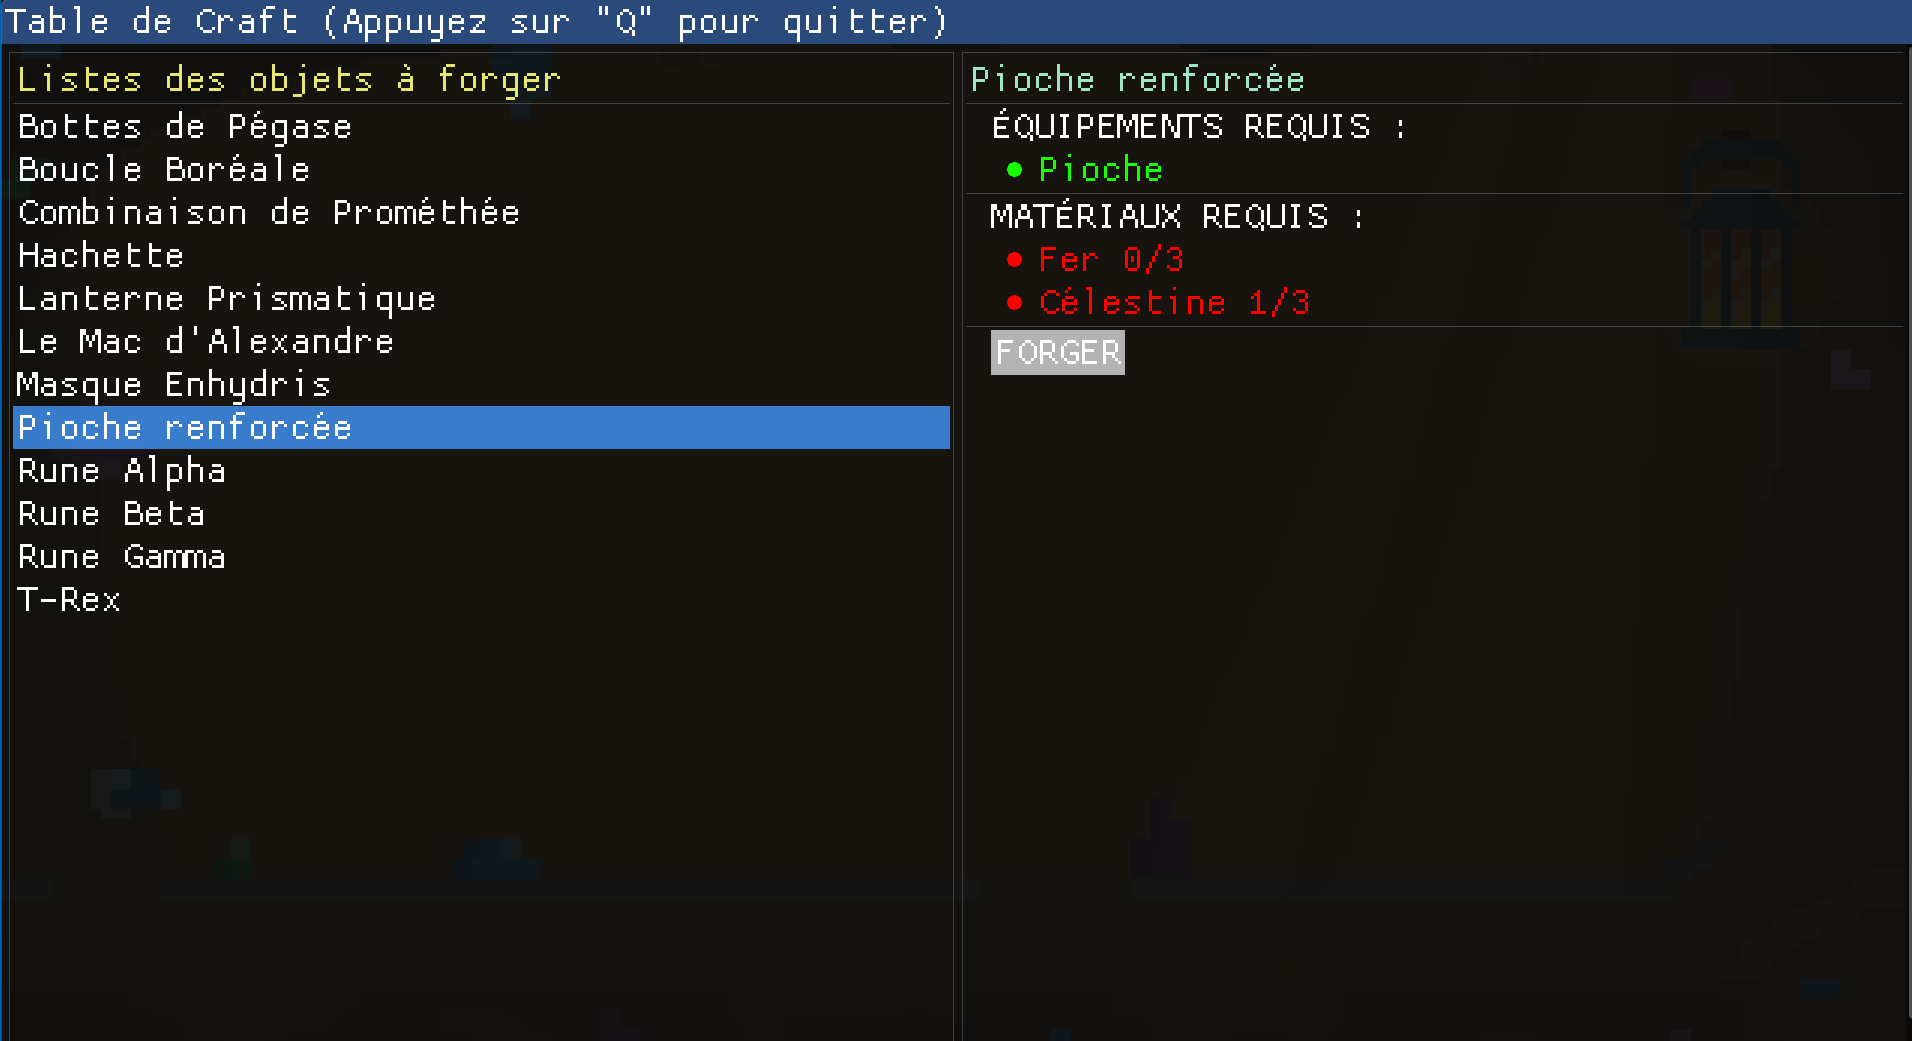 Table de Craft (Appuyez sur "Q" pour quitter)
Listes des objets à forger
Bottes de Pégase
Boucle Boréale
Combinaison de Prométhée
Hachette
Lanterne Prismatique
Le Mac d'Alexandre
Masque Enhydris
Pioche renforcée
Rune Alpha
Rune Beta
Rune Gamma
T-Rex
Pioche renforcée
ÉQUIPEMENTS REQUIS :
• Pioche
MATÉRIAUX REQUIS :
• Fer 0/3
• Célestine 1/3
FORGER